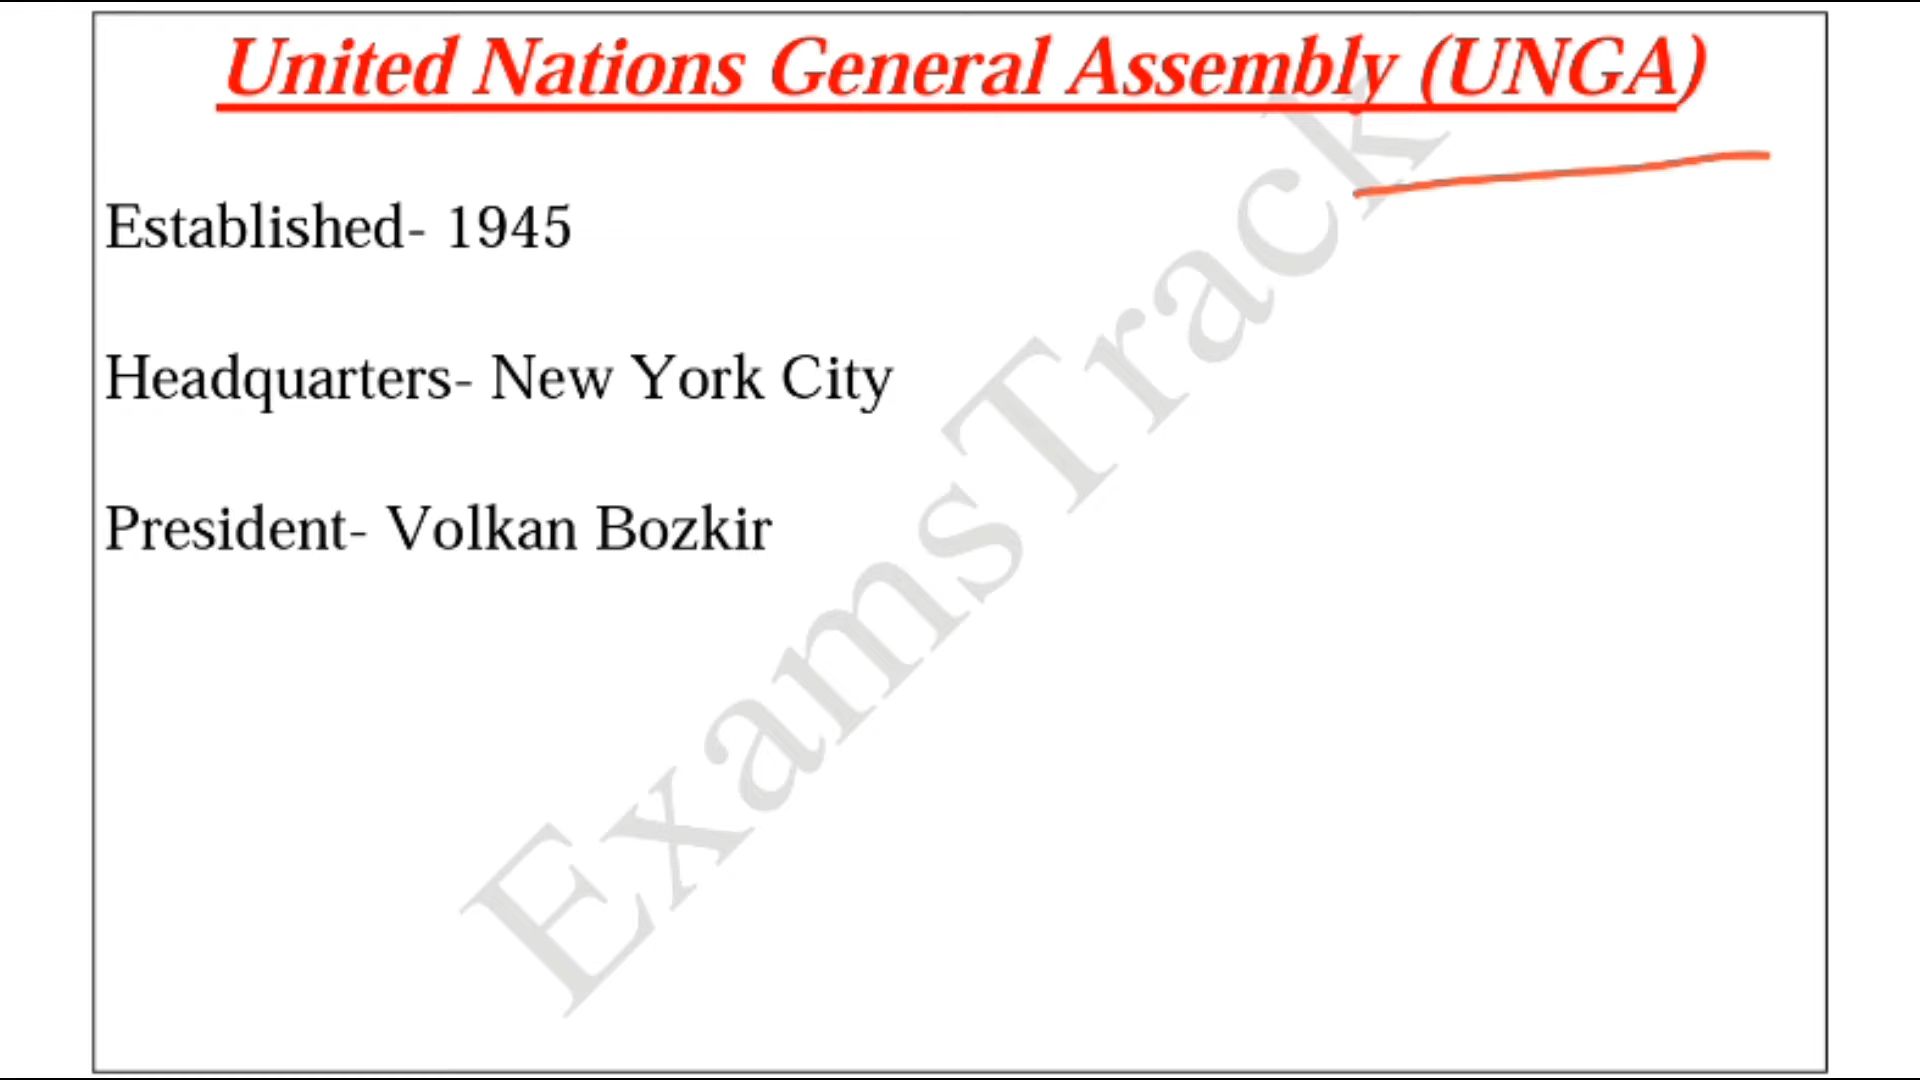 United Nations General Assembly (UNGA)
Established- 1945
Headquarters- New York City
President- Volkan Bozkir
ExamsTrack